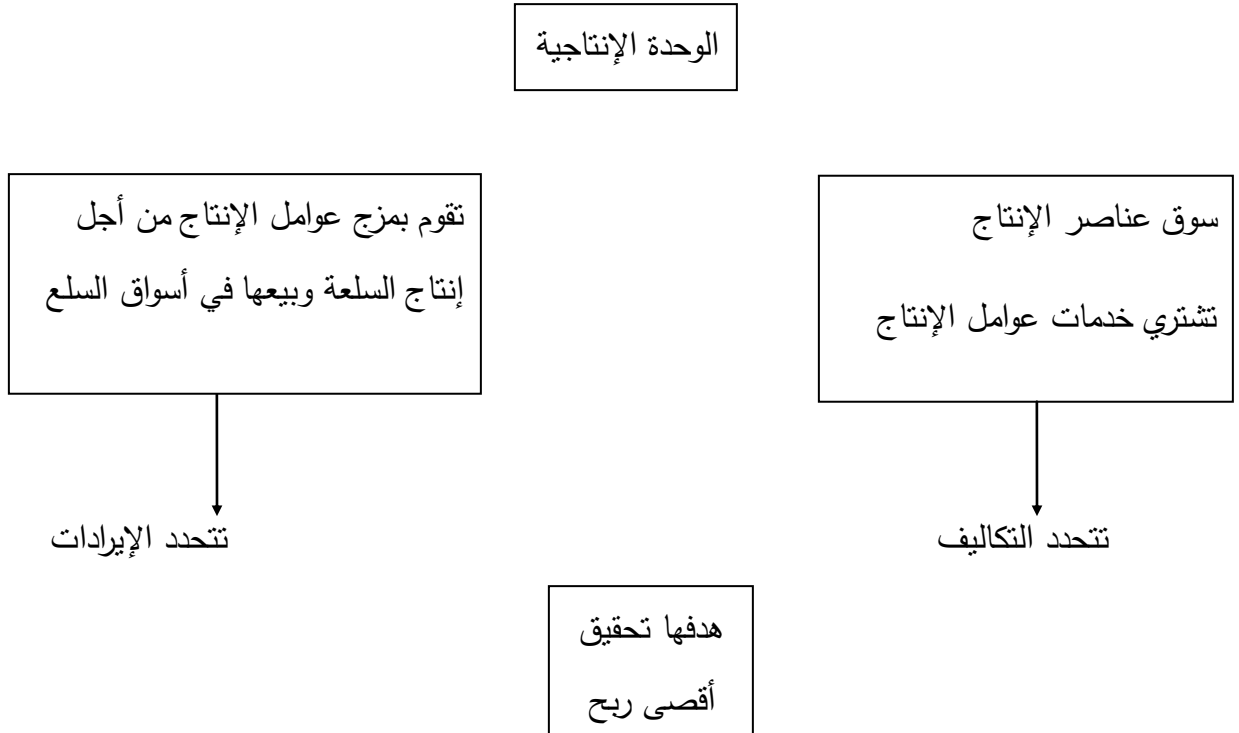 الوحدة الإنتاجية
سوق عناصر الإنتاج
تشتري خدمات عوامل الإنتاج
تقوم بمزج عوامل الإنتاج من أجل
إنتاج السلعة وبيعها في أسواق السلع
تتحدد التكاليف
تتحدد الإيرادات
هدفها تحقيق
أقصى ربح